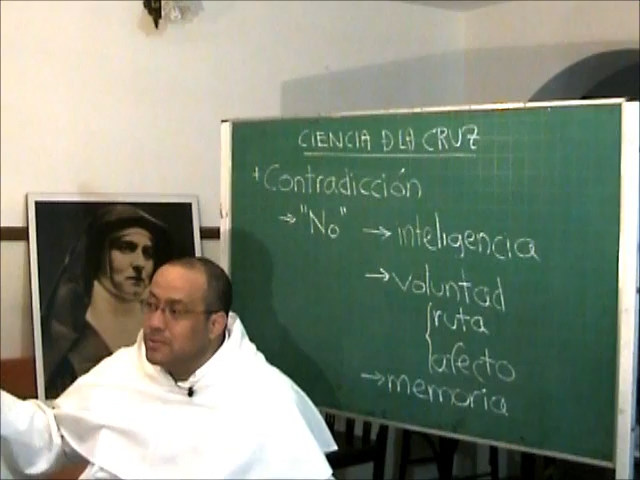 CIENCIA D LA CRUZ
+ Contradicción
→ "No" → inteligencia
→ voluntad
{ ruta
afecto
→ memoria